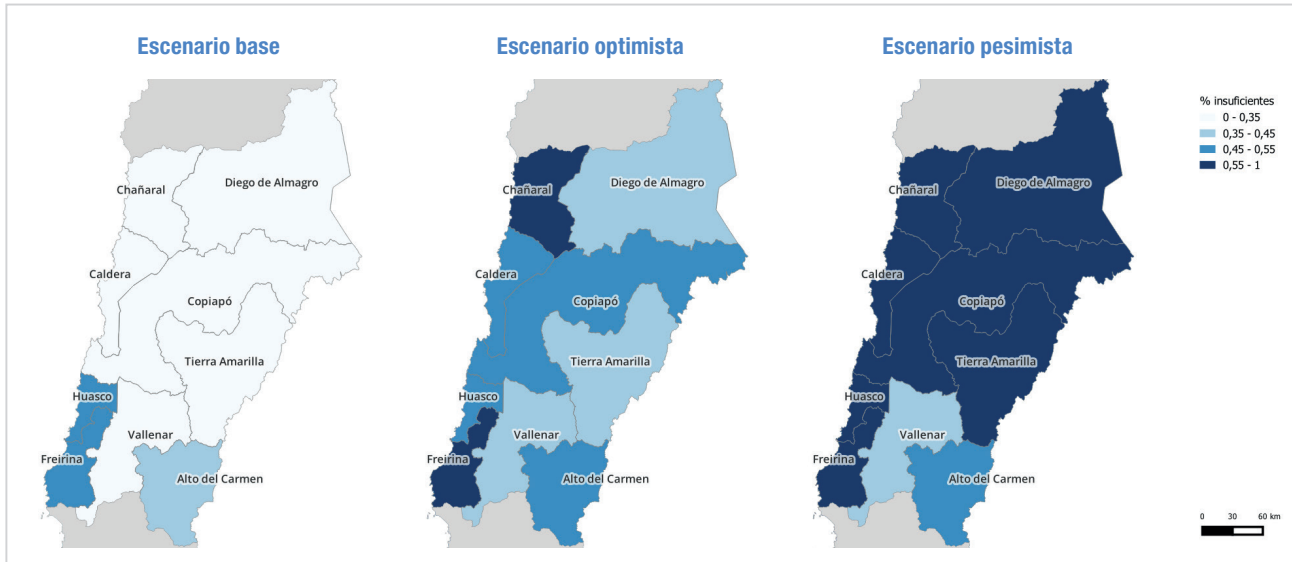 Escenario base
Escenario optimista
Escenario pesimista
% insuficientes
0 - 0,35
0,35 - 0,45
0,45 - 0,55
0,55 - 1
Diego de Almagro
Chañaral
Caldera
Copiapó
Tierra Amarilla
Huasco
Vallenar
Freirina
Alto del Carmen
Diego de Almagro
Chañaral
Caldera
Copiapó
Tierra Amarilla
Huasco
Vallenar
Freirina
Alto del Carmen
Diego de Almagro
Chañaral
Caldera
Copiapó
Tierra Amarilla
Huasco
Vallenar
Freirina
Alto del Carmen
0 30 60 km